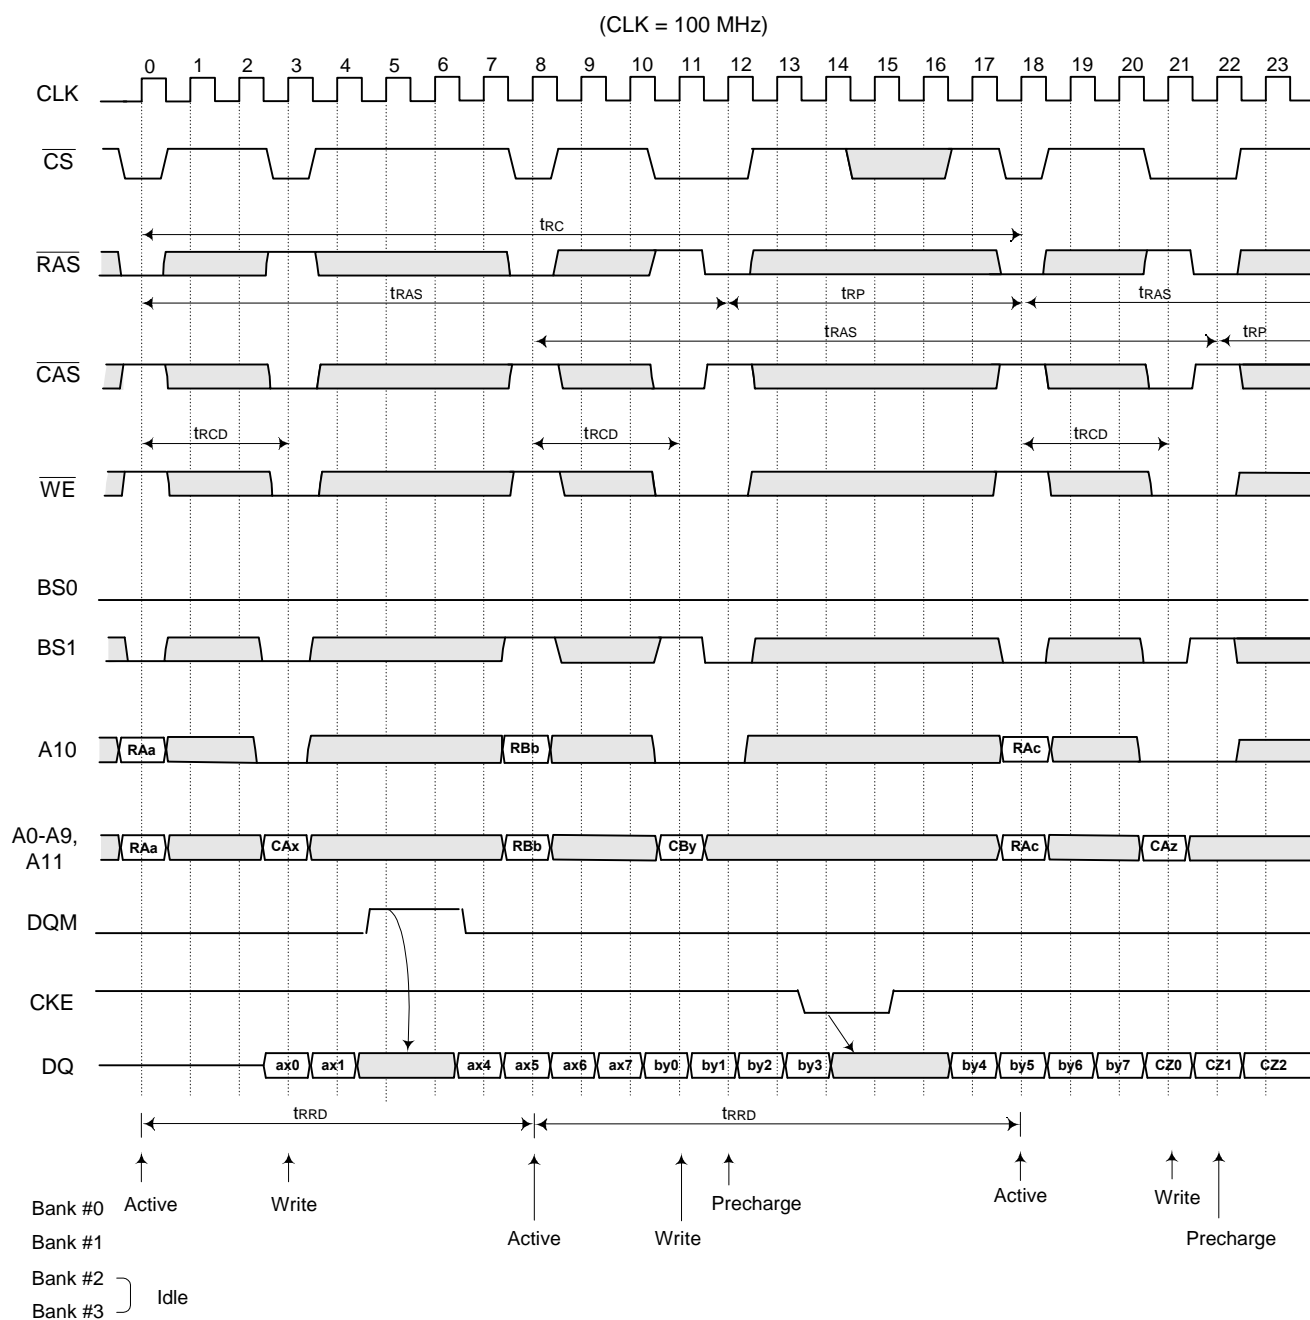 (CLK = 100 MHz)
0 1 2 3 4 5 6 7 8 9 10 11 12 13 14 15 16 17 18 19 20 21 22 23
CLK
CS
tRC
RAS
tRAS tRP tRAS
tRAS tRP
CAS
tRCD tRCD tRCD
WE
BS0
BS1
A10 RAa RBb RAc
A0-A9,
A11
RAa CAx RBb CBy RAc CAz
DQM
CKE
DQ ax0 ax1 ax4 ax5 ax6 ax7 by0 by1 by2 by3 by4 by5 by6 by7 CZ0 CZ1 CZ2
tRRD tRRD
Bank #0 Active Write Precharge Active Write
Bank #1 Active Write Precharge
Bank #2
Idle
Bank #3